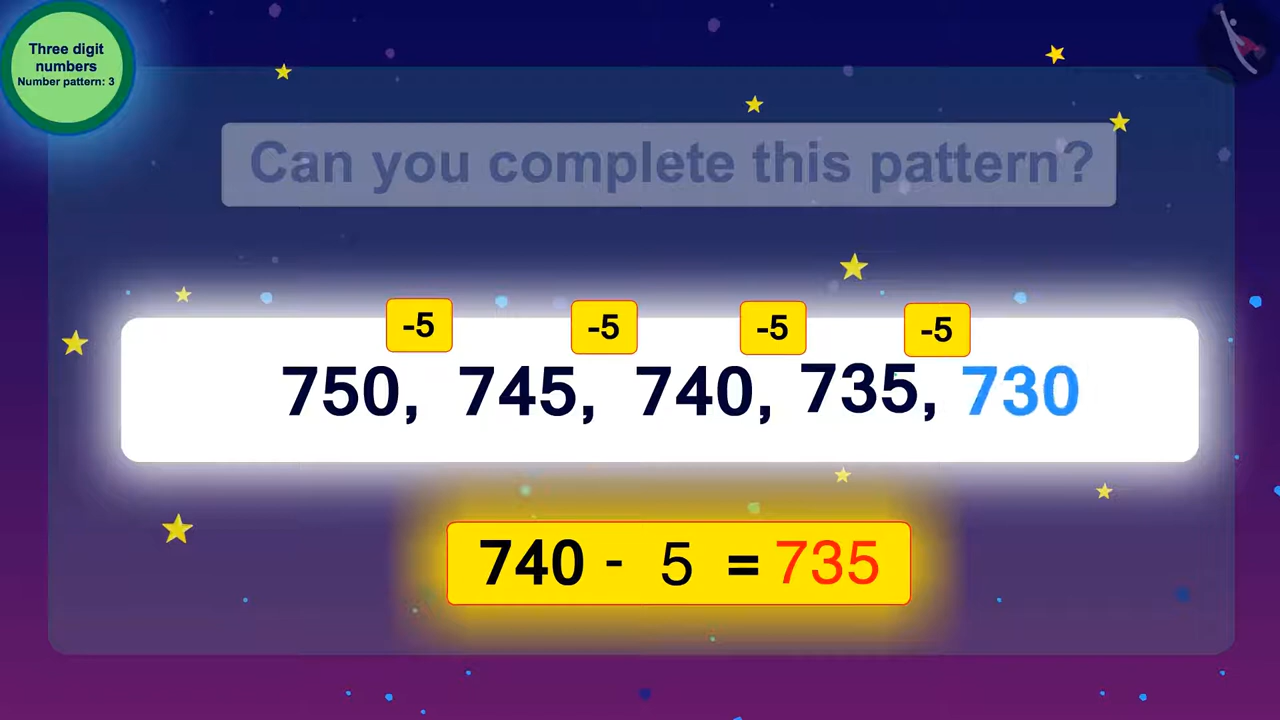 Three digit
numbers
Number pattern: 3
Can you complete this pattern?
-5 -5 -5 -5
750, 745, 740, 735, 730
740 - 5 = 735